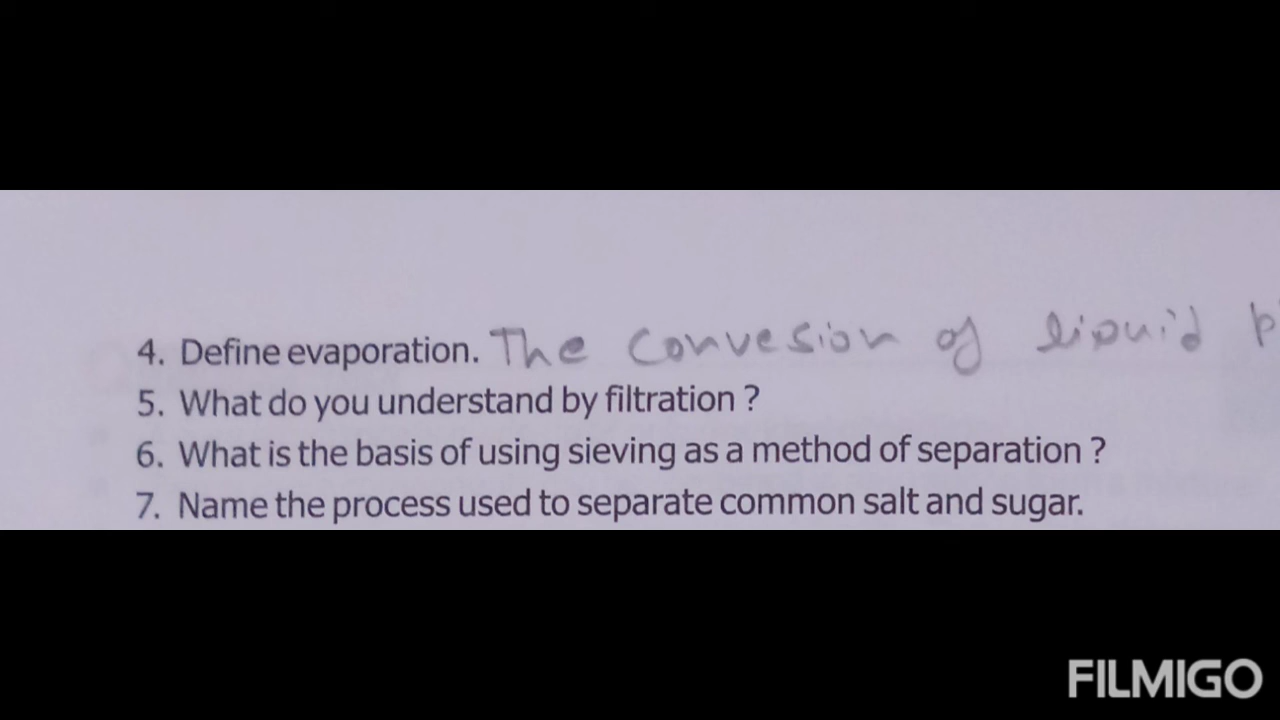 4. Define evaporation. The convesion of liquid
5. What do you understand by filtration ?
6. What is the basis of using sieving as a method of separation ?
7. Name the process used to separate common salt and sugar.
FILMIGO